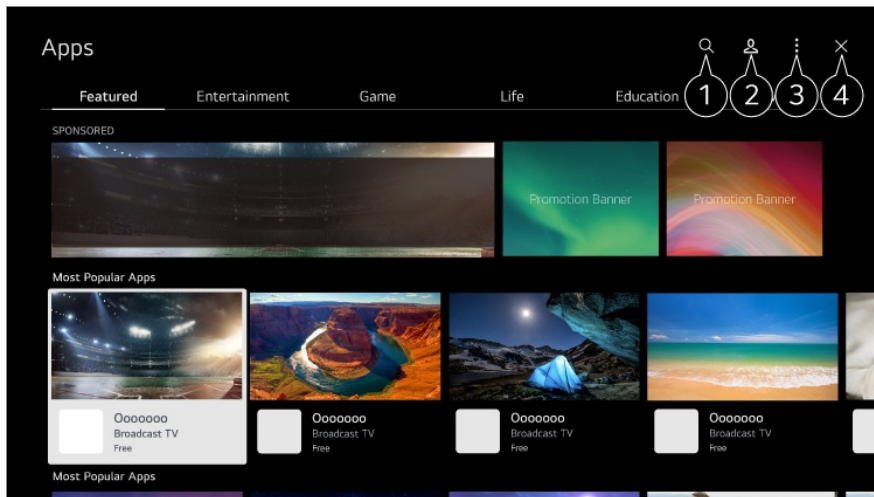 Apps
Featured Entertainment Game Life Education
1 2 3 4
SPONSORED
Promotion Banner Promotion Banner
Most Popular Apps
Ooooooo Ooooooo Ooooooo Ooooooo
Broadcast TV Broadcast TV Broadcast TV Broadcast TV
Free Free Free Free
Most Popular Apps